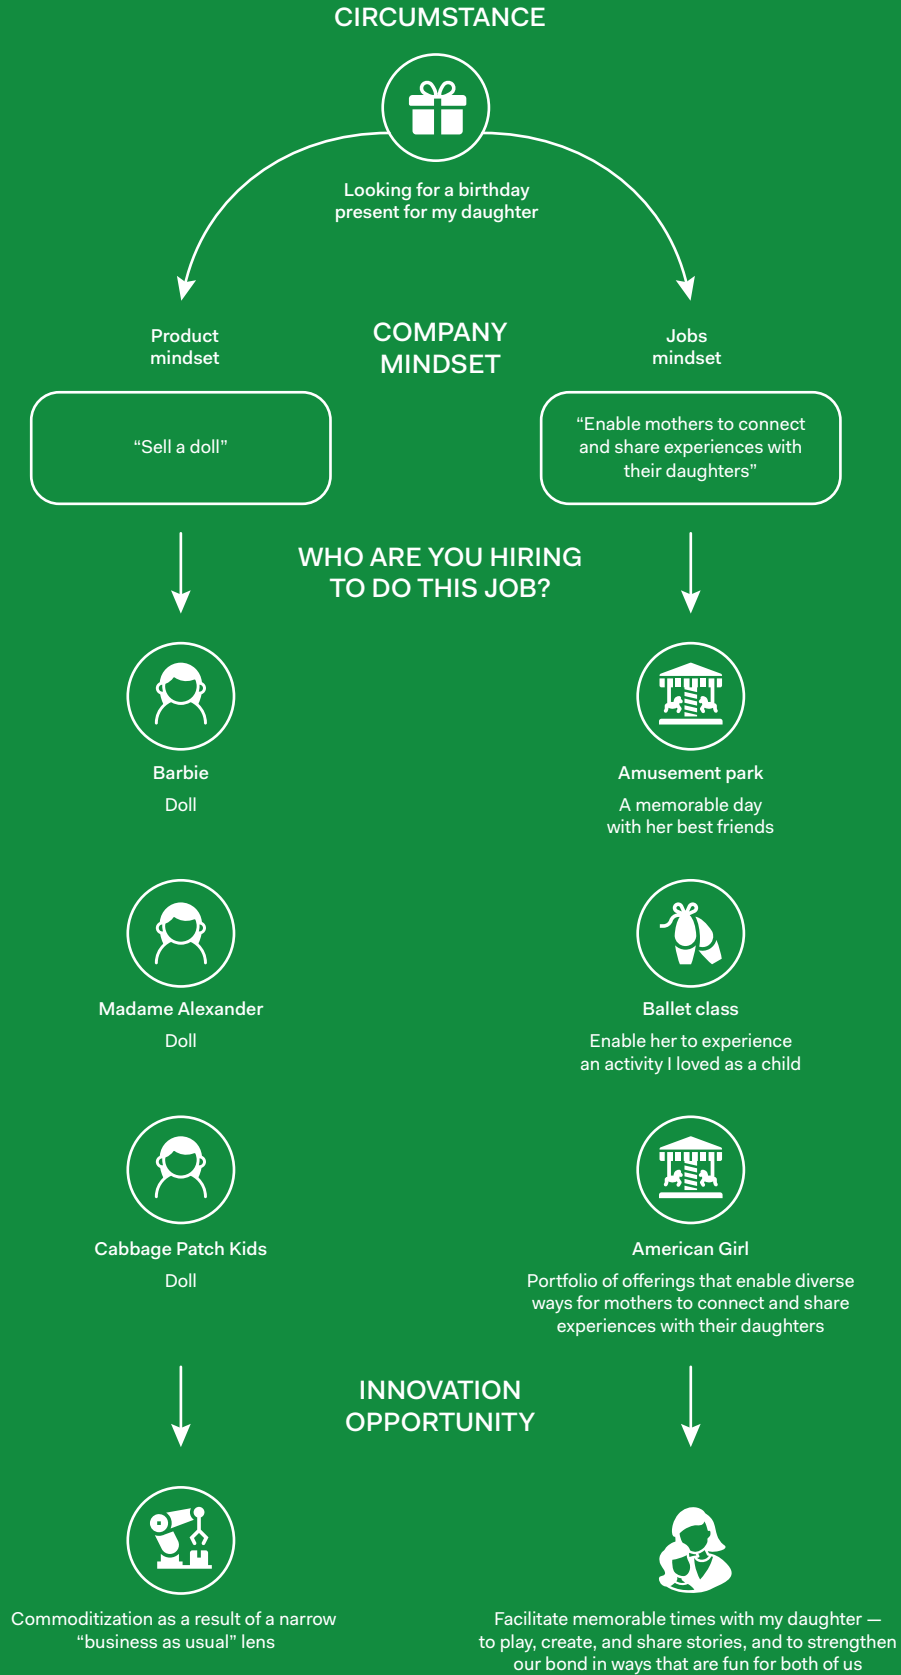 CIRCUMSTANCE
Looking for a birthday
present for my daughter
Product
mindset
COMPANY
MINDSET
Jobs
mindset
“Sell a doll”
“Enable mothers to connect
and share experiences with
their daughters”
WHO ARE YOU HIRING
TO DO THIS JOB?
Barbie
Doll
Amusement park
A memorable day
with her best friends
Madame Alexander
Doll
Ballet class
Enable her to experience
an activity I loved as a child
Cabbage Patch Kids
Doll
American Girl
Portfolio of offerings that enable diverse
ways for mothers to connect and share
experiences with their daughters
INNOVATION
OPPORTUNITY
Commoditization as a result of a narrow
“business as usual” lens
Facilitate memorable times with my daughter —
to play, create, and share stories, and to strengthen
our bond in ways that are fun for both of us